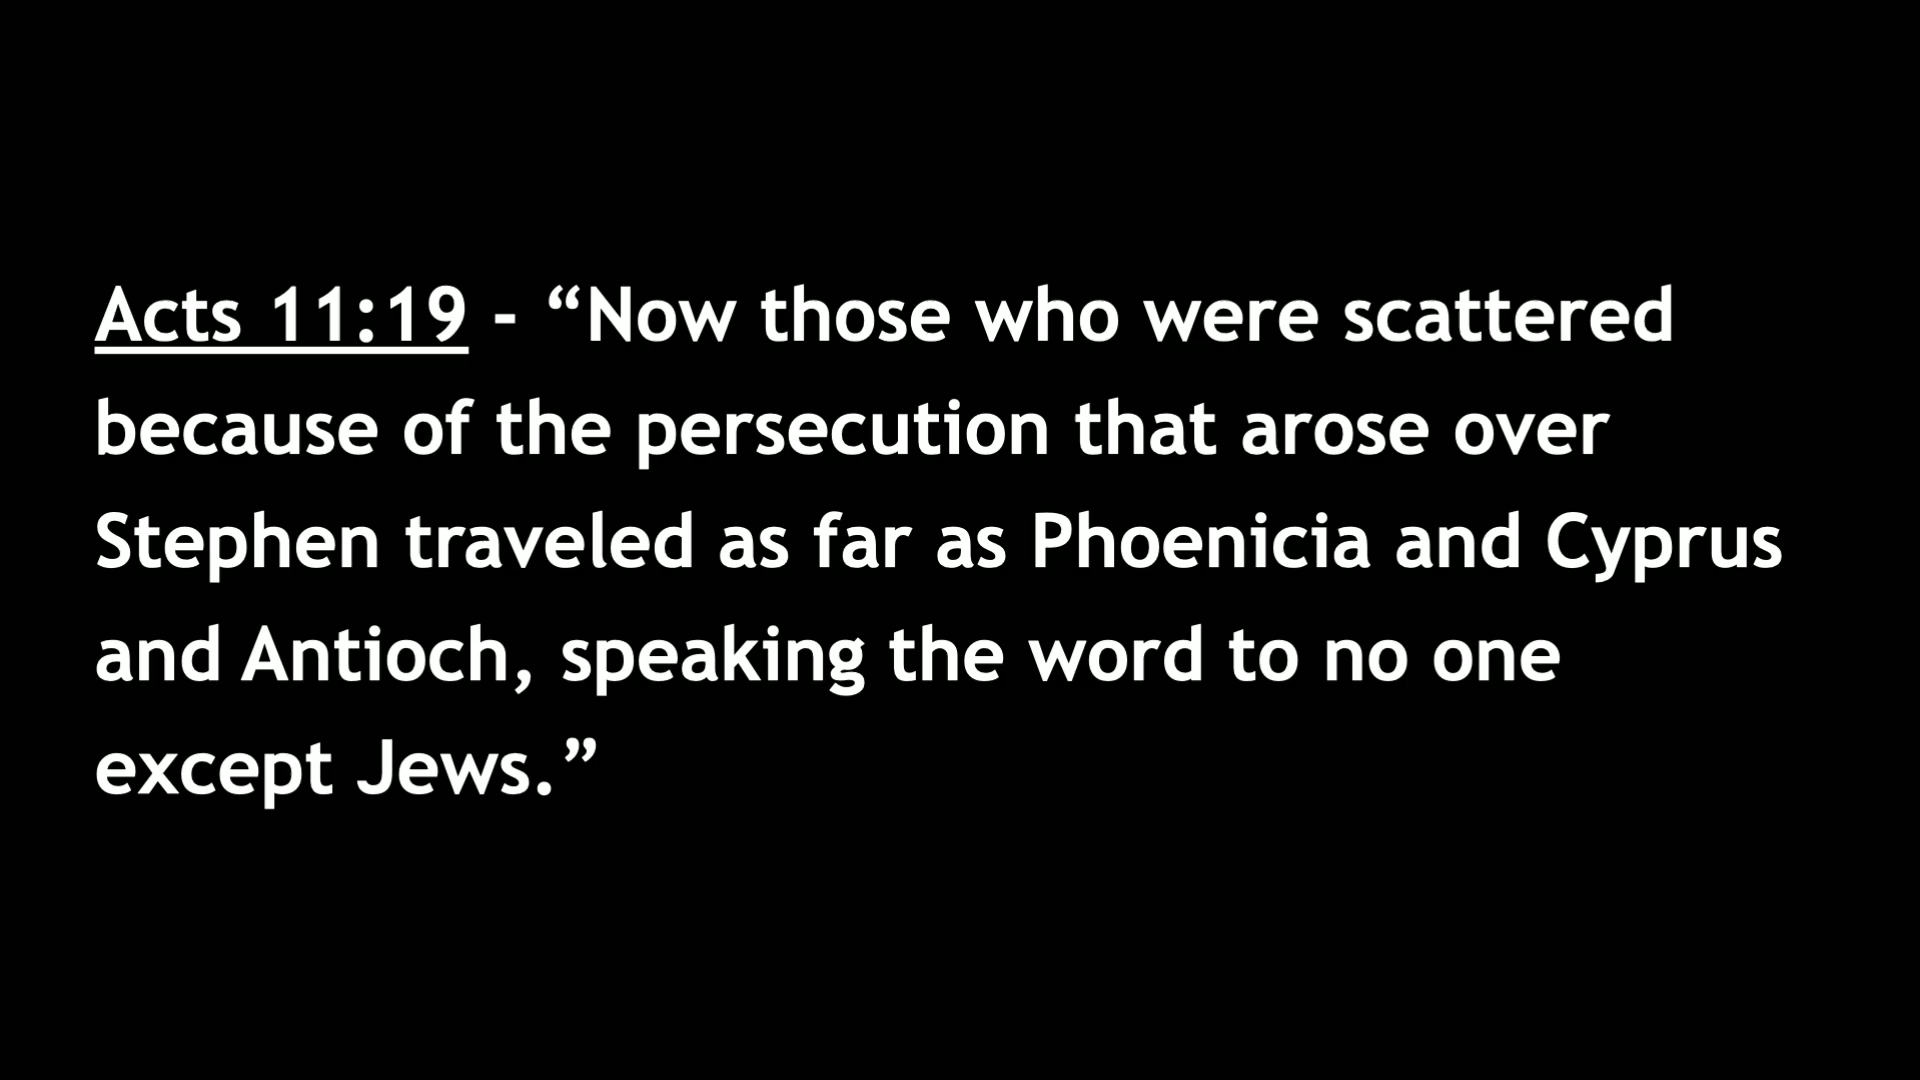 Acts 11:19 - “Now those who were scattered
because of the persecution that arose over
Stephen traveled as far as Phoenicia and Cyprus
and Antioch, speaking the word to no one
except Jews.”